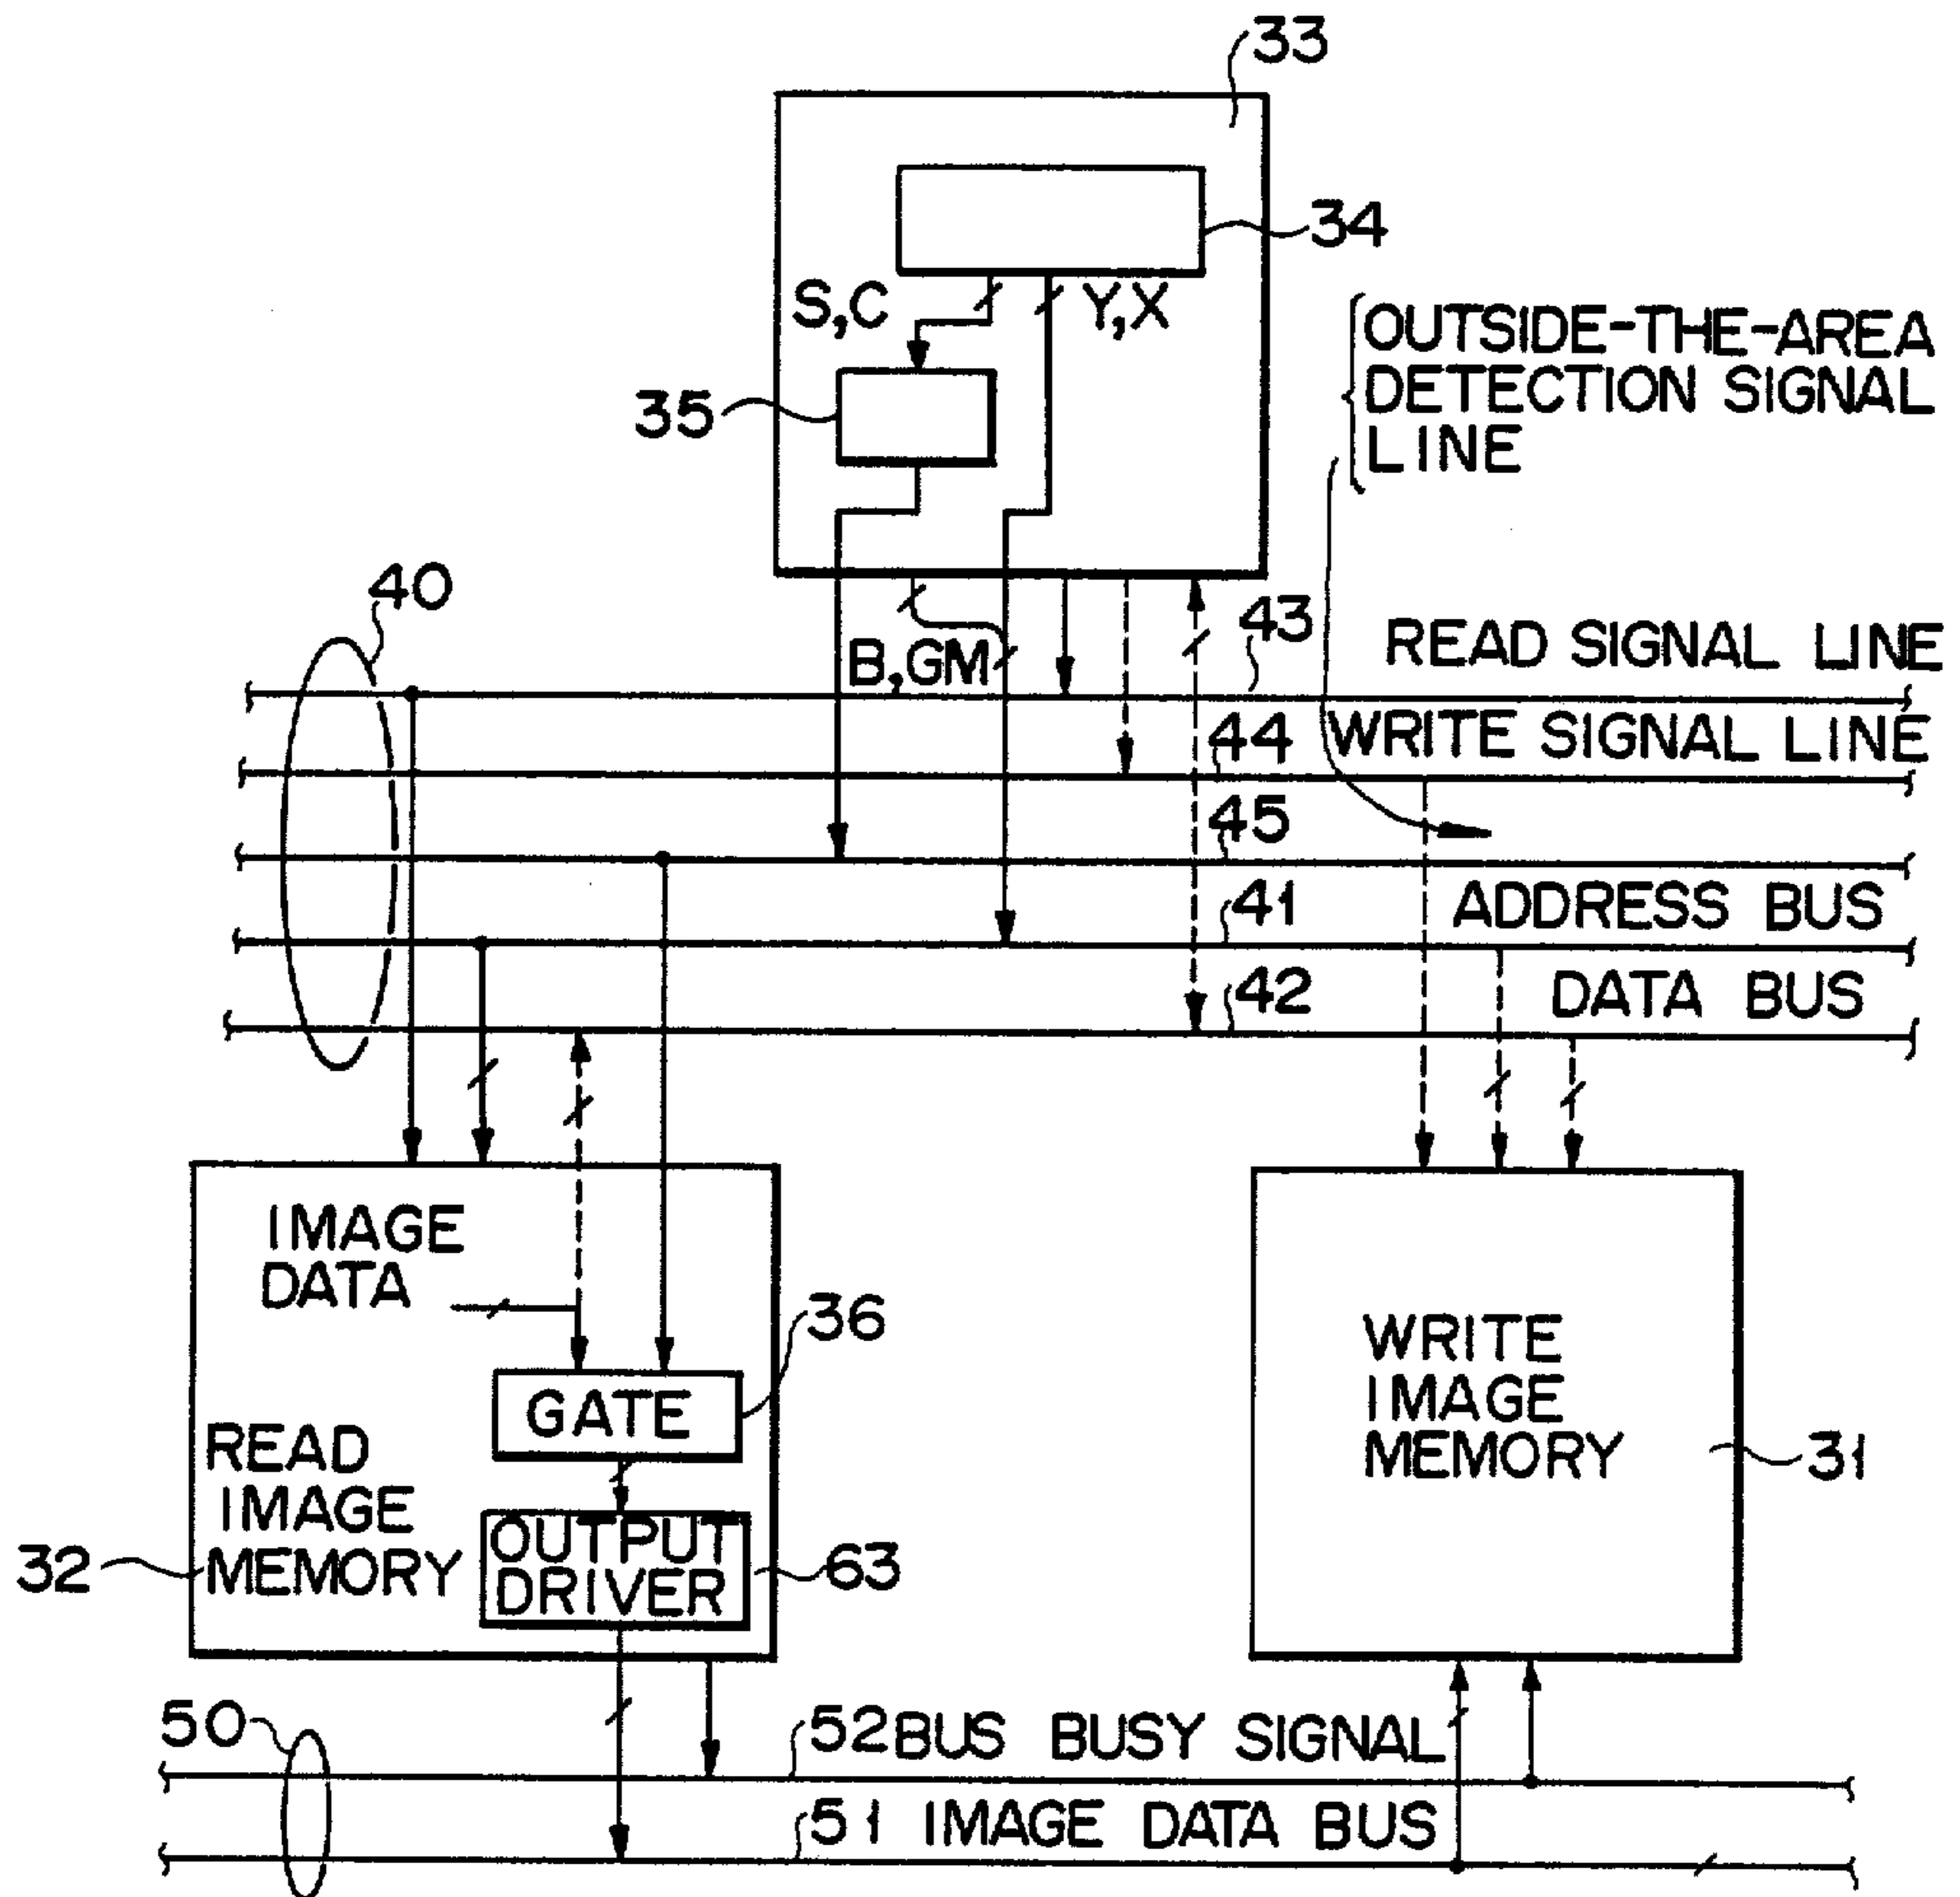 33
34
S,C
Y,X
OUTSIDE-THE-AREA
DETECTION SIGNAL
LINE
35
40
43
READ SIGNAL LINE
B,GM
44
WRITE SIGNAL LINE
45
41
ADDRESS BUS
42
DATA BUS
IMAGE
DATA
36
GATE
READ
IMAGE
MEMORY
32
OUTPUT
DRIVER
63
WRITE
IMAGE
MEMORY
31
50
52 BUS BUSY SIGNAL
51 IMAGE DATA BUS